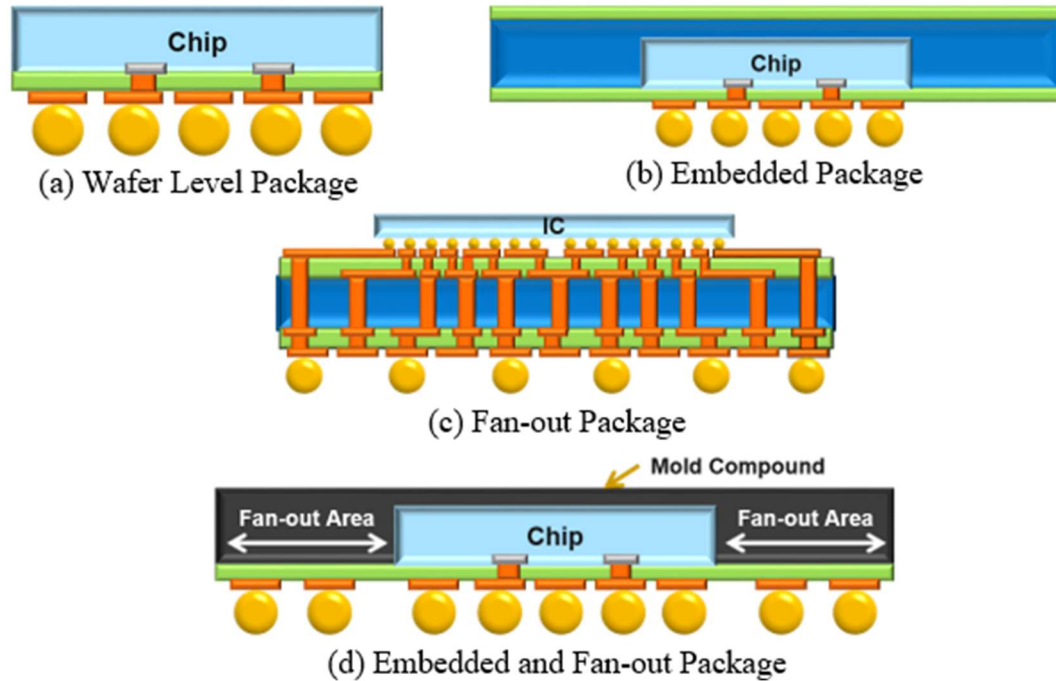 Chip
(a) Wafer Level Package
Chip
(b) Embedded Package
IC
(c) Fan-out Package
Mold Compound
Fan-out Area
Chip
Fan-out Area
(d) Embedded and Fan-out Package